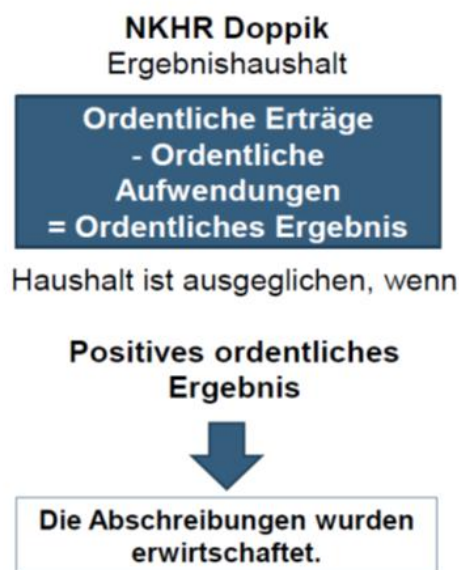 NKHR Doppik
Ergebnishaushalt
Ordentliche Erträge
- Ordentliche
Aufwendungen
= Ordentliches Ergebnis
Haushalt ist ausgeglichen, wenn
Positives ordentliches
Ergebnis
Die Abschreibungen wurden
erwirtschaftet.